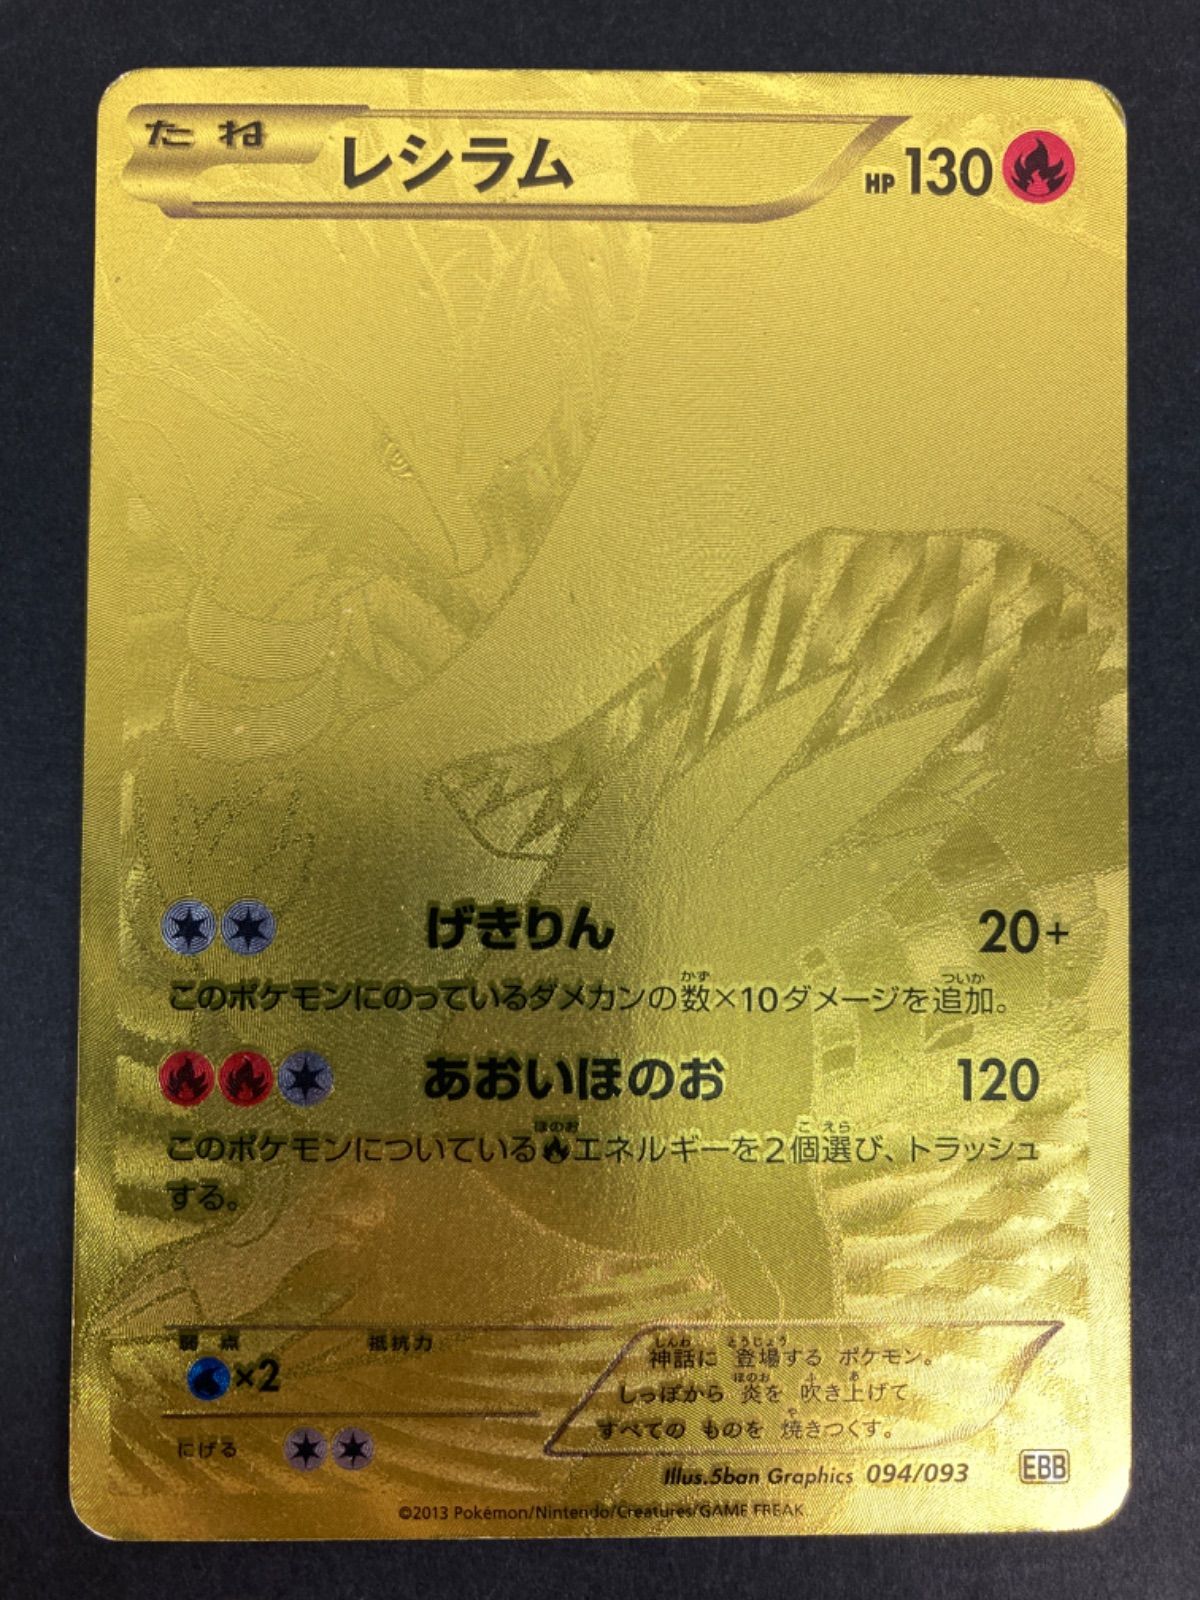 たね レシラム HP 130
げきりん 20+
このポケモンにのっているダメカンの数×10ダメージを追加。
あおいほのお 120
このポケモンについている エネルギーを2個選び、トラッシュ
する。
弱点 抵抗力
×2
にげる
神話に 登場する ポケモン。
しっぽから 炎を 吹き上げて
すべての ものを 焼きつくす。
Illus.5ban Graphics 094/093 EBB
©2013 Pokémon/Nintendo/Creatures/GAME FREAK